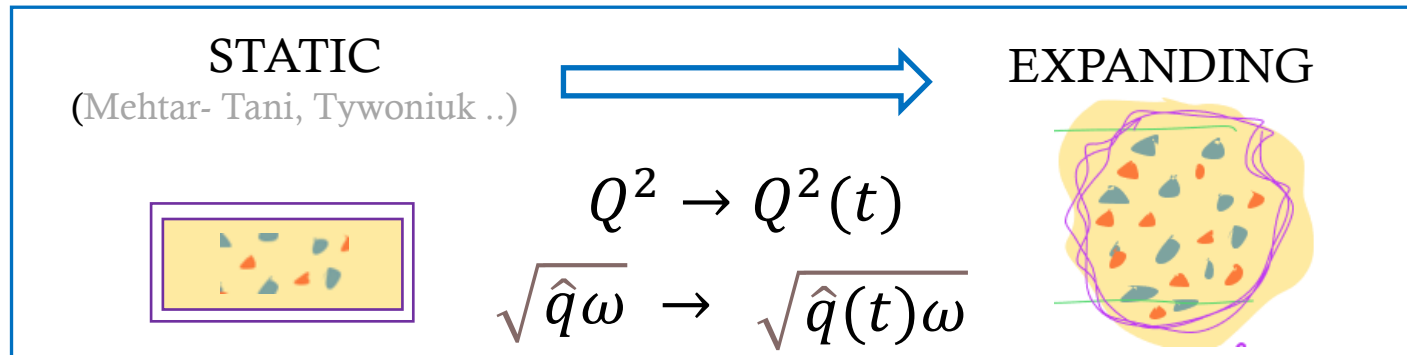 STATIC
(Mehtar- Tani, Tywoniuk ..)
EXPANDING
Q² → Q²(t)
√q̂ω → √q̂(t)ω